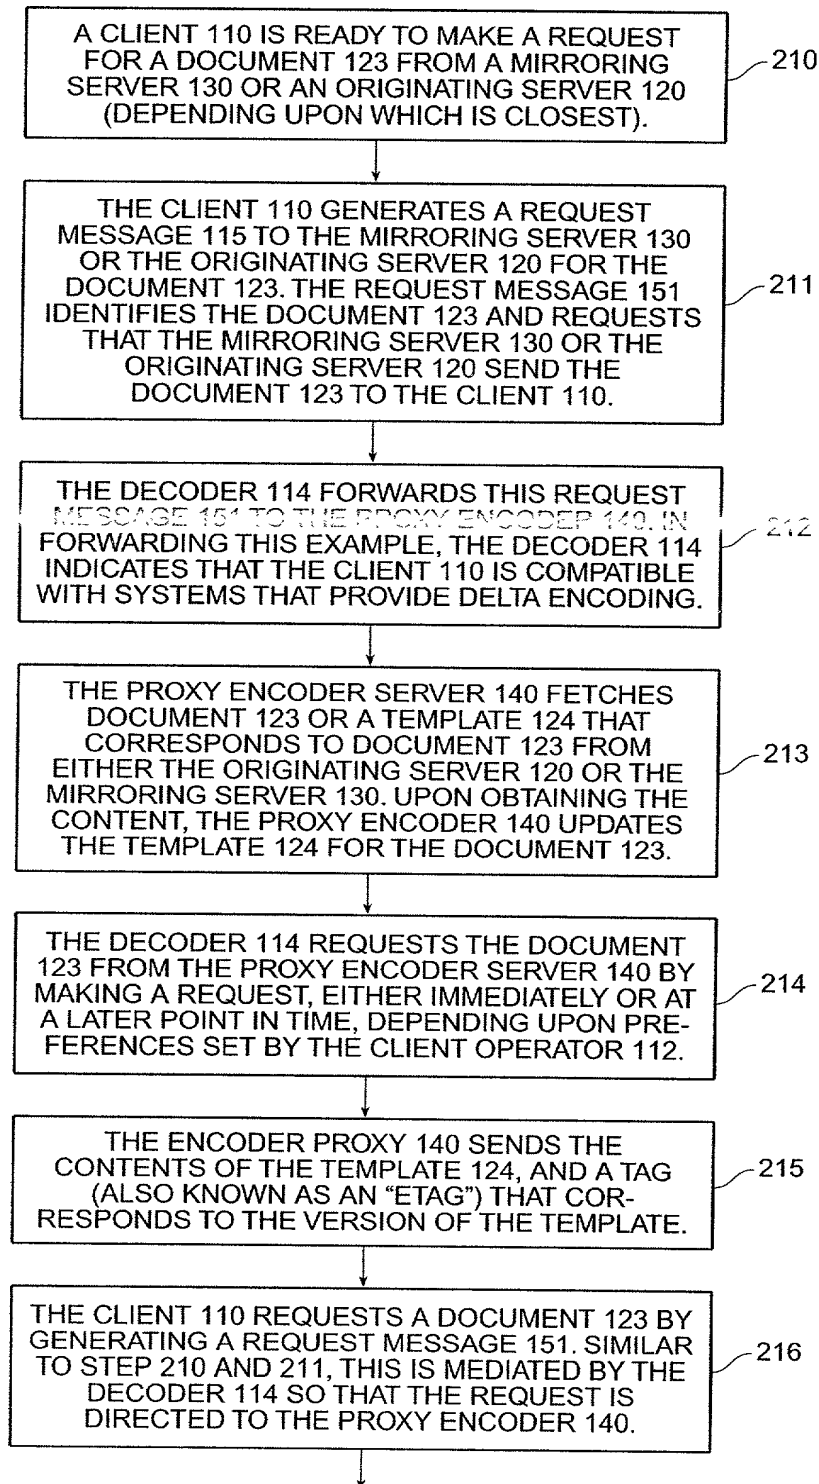 A CLIENT 110 IS READY TO MAKE A REQUEST
FOR A DOCUMENT 123 FROM A MIRRORING
SERVER 130 OR AN ORIGINATING SERVER 120
(DEPENDING UPON WHICH IS CLOSEST).
210
THE CLIENT 110 GENERATES A REQUEST
MESSAGE 115 TO THE MIRRORING SERVER 130
OR THE ORIGINATING SERVER 120 FOR THE
DOCUMENT 123. THE REQUEST MESSAGE 151
IDENTIFIES THE DOCUMENT 123 AND REQUESTS
THAT THE MIRRORING SERVER 130 OR THE
ORIGINATING SERVER 120 SEND THE
DOCUMENT 123 TO THE CLIENT 110.
211
THE DECODER 114 FORWARDS THIS REQUEST
MESSAGE 151 TO THE PROXY ENCODER 140. IN
FORWARDING THIS EXAMPLE, THE DECODER 114
INDICATES THAT THE CLIENT 110 IS COMPATIBLE
WITH SYSTEMS THAT PROVIDE DELTA ENCODING.
212
THE PROXY ENCODER SERVER 140 FETCHES
DOCUMENT 123 OR A TEMPLATE 124 THAT
CORRESPONDS TO DOCUMENT 123 FROM
EITHER THE ORIGINATING SERVER 120 OR THE
MIRRORING SERVER 130. UPON OBTAINING THE
CONTENT, THE PROXY ENCODER 140 UPDATES
THE TEMPLATE 124 FOR THE DOCUMENT 123.
213
THE DECODER 114 REQUESTS THE DOCUMENT
123 FROM THE PROXY ENCODER SERVER 140 BY
MAKING A REQUEST, EITHER IMMEDIATELY OR AT
A LATER POINT IN TIME, DEPENDING UPON PRE-
FERENCES SET BY THE CLIENT OPERATOR 112.
214
THE ENCODER PROXY 140 SENDS THE
CONTENTS OF THE TEMPLATE 124, AND A TAG
(ALSO KNOWN AS AN “ETAG”) THAT COR-
RESPONDS TO THE VERSION OF THE TEMPLATE.
215
THE CLIENT 110 REQUESTS A DOCUMENT 123 BY
GENERATING A REQUEST MESSAGE 151. SIMILAR
TO STEP 210 AND 211, THIS IS MEDIATED BY THE
DECODER 114 SO THAT THE REQUEST IS
DIRECTED TO THE PROXY ENCODER 140.
216